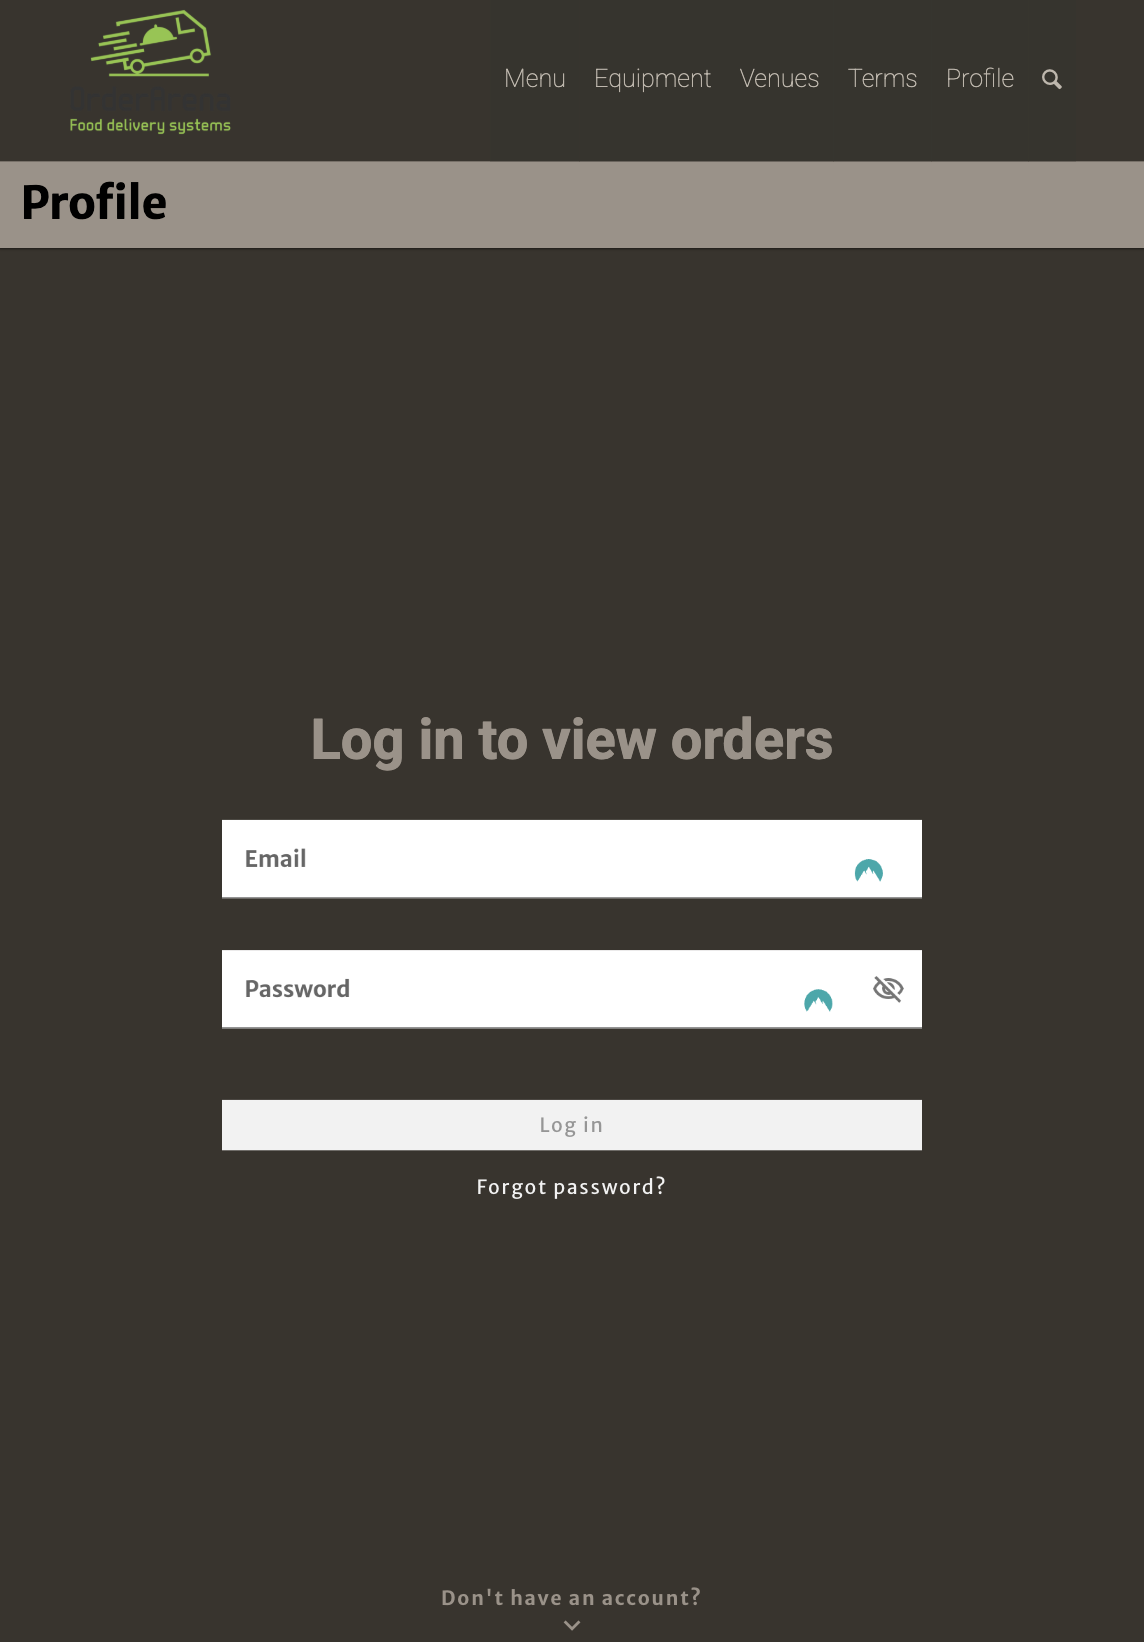 OrderArena
Food delivery systems
Menu Equipment Venues Terms Profile
Profile
Log in to view orders
Email
Password
Log in
Forgot password?
Don't have an account?